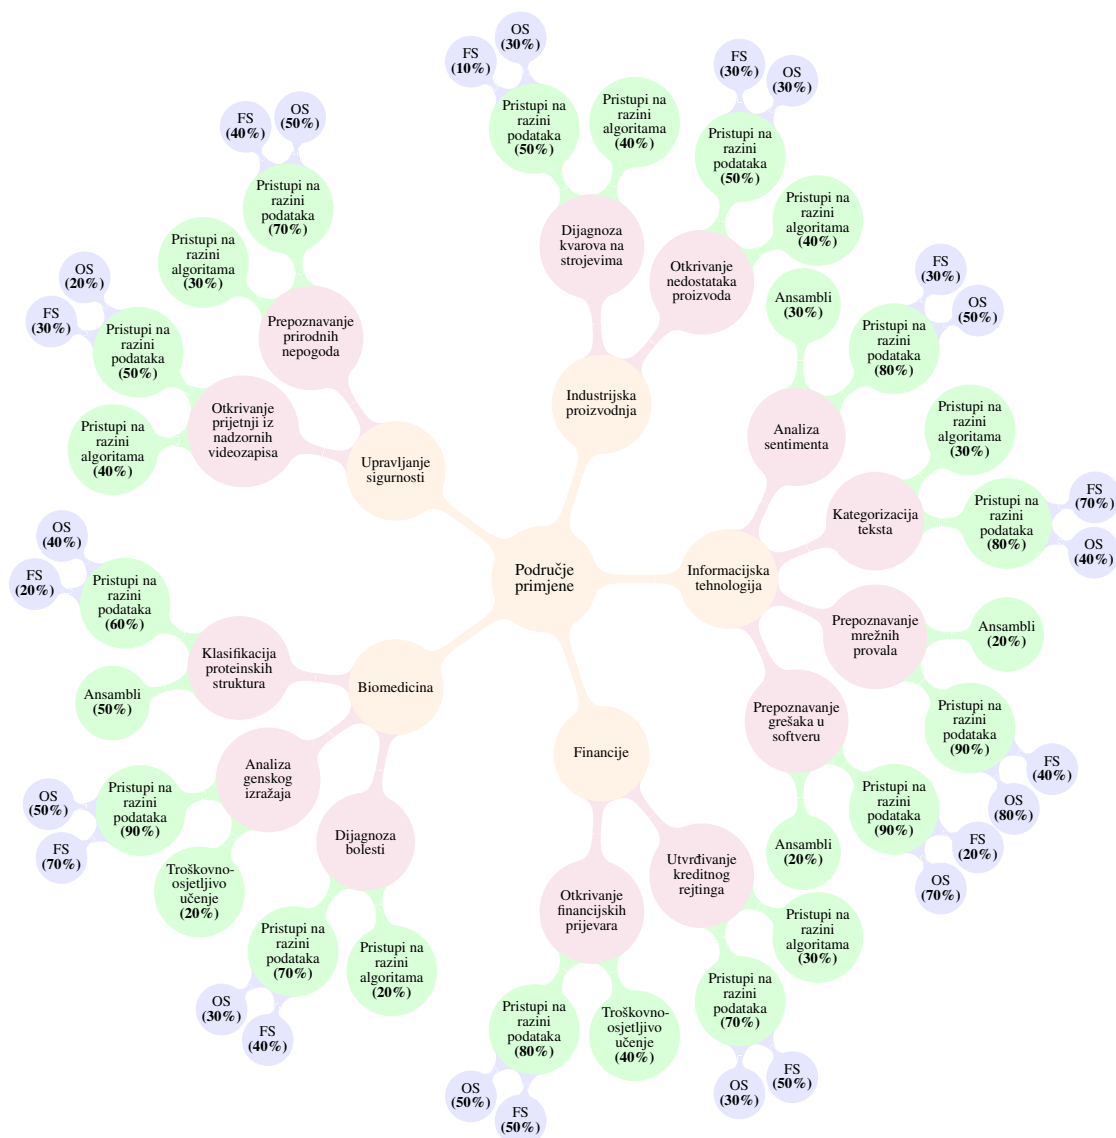 Područje
primjene
Informacijska
tehnologija
Prepoznavanje
grešaka u
softveru
Ansambli
(20%)
Pristupi na
razini
podataka
(90%)
OS
(70%)
FS
(20%)
Prepoznavanje
mrežnih
provala
Pristupi na
razini
podataka
(90%)
OS
(80%)
FS
(40%)
Ansambli
(20%)
Kategorizacija
teksta
Pristupi na
razini
podataka
(80%)
OS
(40%)
FS
(70%)
Pristupi na
razini
algoritama
(30%)
Analiza
sentimenta
Pristupi na
razini
podataka
(80%)
OS
(50%)
FS
(30%)
Ansambli
(30%)
Industrijska
proizvodnja
Otkrivanje
nedostataka
proizvoda
Pristupi na
razini
algoritama
(40%)
Pristupi na
razini
podataka
(50%)
OS
(30%)
FS
(30%)
Dijagnoza
kvarova na
strojevima
Pristupi na
razini
algoritama
(40%)
Pristupi na
razini
podataka
(50%)
OS
(30%)
FS
(10%)
Upravljanje
sigurnosti
Prepoznavanje
prirodnih
nepogoda
Pristupi na
razini
podataka
(70%)
OS
(50%)
FS
(40%)
Pristupi na
razini
algoritama
(30%)
Otkrivanje
prijetnji iz
nadzornih
videozapisa
Pristupi na
razini
podataka
(50%)
OS
(20%)
FS
(30%)
Pristupi na
razini
algoritama
(40%)
Biomedicina
Klasifikacija
proteinskih
struktura
Pristupi na
razini
podataka
(60%)
OS
(40%)
FS
(20%)
Ansambli
(50%)
Analiza
genskog
izražaja
Pristupi na
razini
podataka
(90%)
OS
(50%)
FS
(70%)
Troškovno-
osjetljivo
učenje
(20%)
Dijagnoza
bolesti
Pristupi na
razini
podataka
(70%)
OS
(30%)
FS
(40%)
Pristupi na
razini
algoritama
(20%)
Financije
Otkrivanje
financijskih
prijevara
Pristupi na
razini
podataka
(80%)
OS
(50%)
FS
(50%)
Troškovno-
osjetljivo
učenje
(40%)
Utvrđivanje
kreditnog
rejtinga
Pristupi na
razini
podataka
(70%)
OS
(30%)
FS
(50%)
Pristupi na
razini
algoritama
(30%)